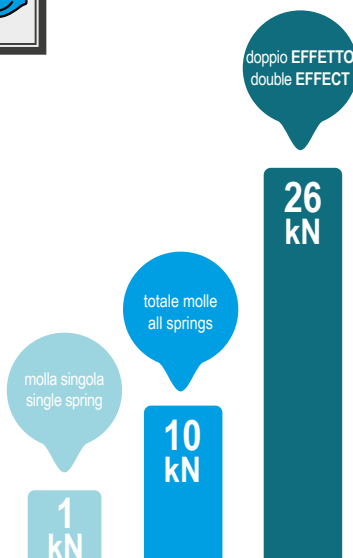 doppio EFFETTO
double EFFECT
26
kN
totale molle
all springs
10
kN
molla singola
single spring
1
kN